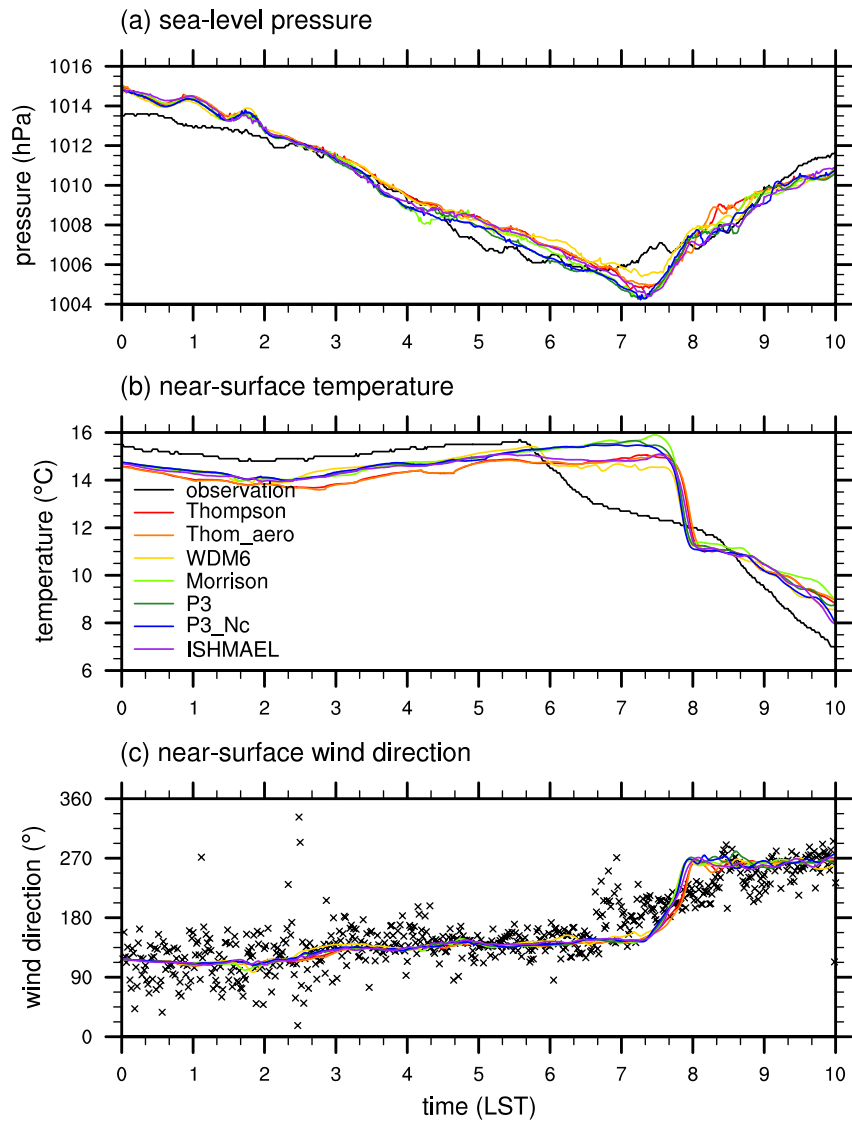 (a) sea-level pressure
1016
1014
1012
1010
1008
1006
1004
pressure (hPa)
0 1 2 3 4 5 6 7 8 9 10
(b) near-surface temperature
16
14
12
10
8
6
temperature (°C)
observation
Thompson
Thom_aero
WDM6
Morrison
P3
P3_Nc
ISHMAEL
0 1 2 3 4 5 6 7 8 9 10
(c) near-surface wind direction
360
270
180
90
0
wind direction (°)
0 1 2 3 4 5 6 7 8 9 10
time (LST)